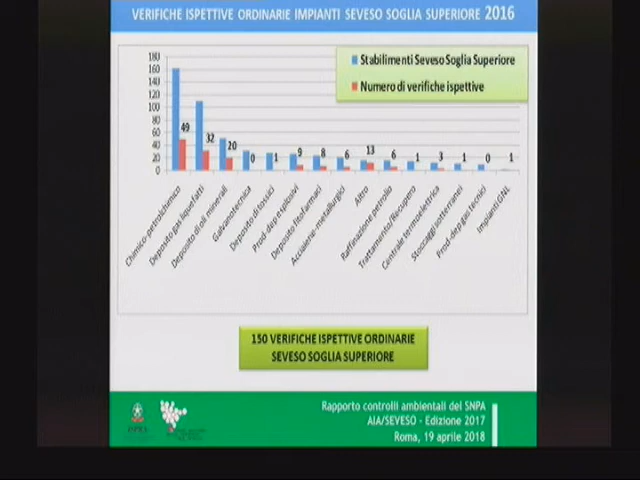 VERIFICHE ISPETTIVE ORDINARIE IMPIANTI SEVESO SOGLIA SUPERIORE 2016
180
160
140
120
100
80
60
40
20
0
Stabilimenti Seveso Soglia Superiore
Numero di verifiche ispettive
49 32 20 0 1 9 8 6 13 6 1 3 1 0 1
Chimico-petrolchimico
Deposito gas liquefatti
Deposito di oli minerali
Galvanotecnica
Deposito di tossici
Prod-dep esplosivi
Deposito fitofarmaci
Acciaierie-metallurgici
Altro
Raffinazione petrolio
Trattamento/Recupero
Centrale termoelettrica
Stoccaggi sotterranei
Prod-dep gas tecnici
Impianti GNL
150 VERIFICHE ISPETTIVE ORDINARIE
SEVESO SOGLIA SUPERIORE
Rapporto controlli ambientali del SNPA
AIA/SEVESO - Edizione 2017
Roma, 19 aprile 2018